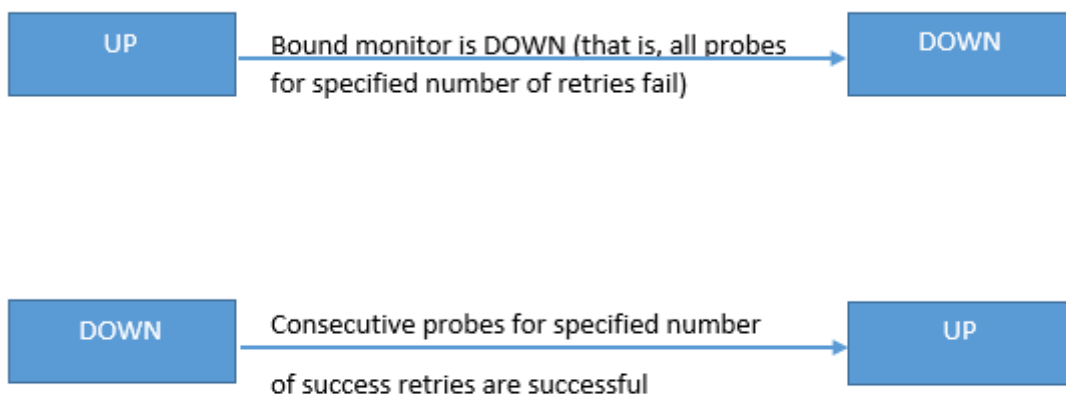 UP
Bound monitor is DOWN (that is, all probes
for specified number of retries fail)
DOWN
DOWN
Consecutive probes for specified number
of success retries are successful
UP